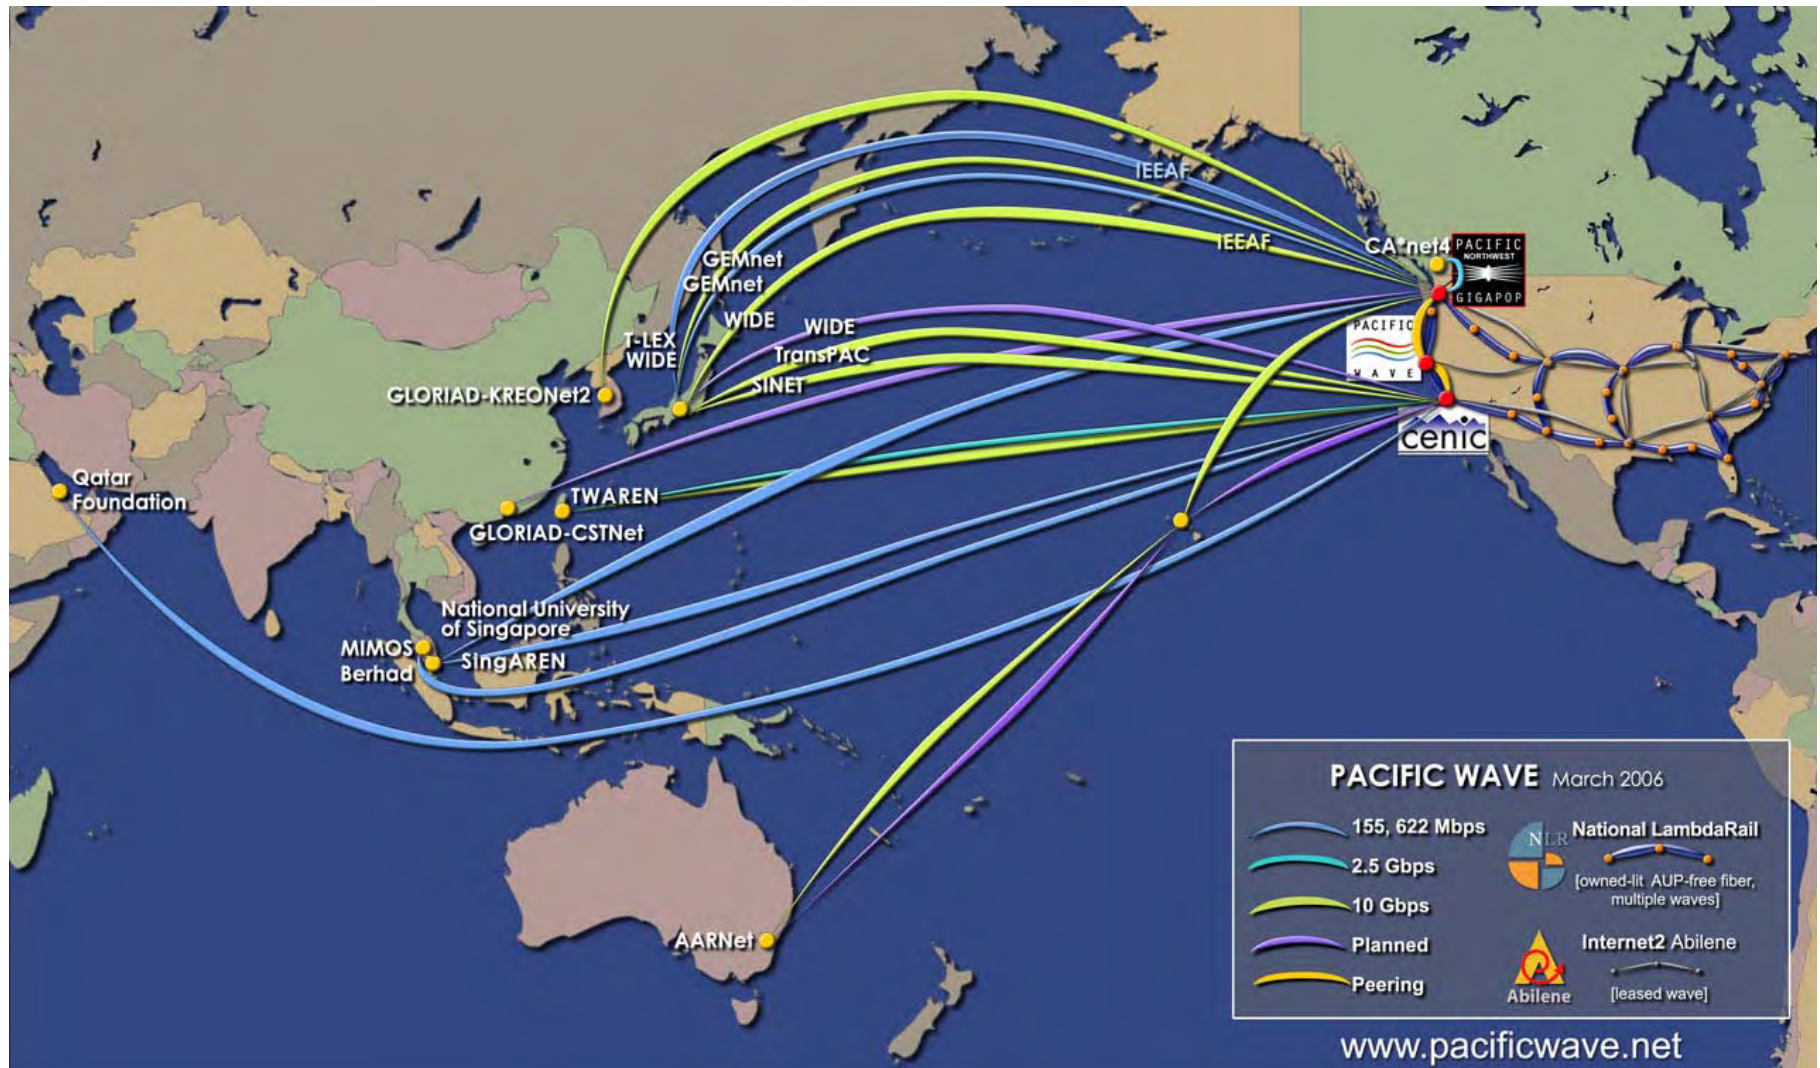 IEEAF
IEEAF
CA*net4
PACIFIC
NORTHWEST
GIGAPOP
GEMnet
GEMnet
WIDE
WIDE
T-LEX
WIDE
TransPAC
SINET
PACIFIC
WAVE
GLORIAD-KREONet2
cenic
Qatar
Foundation
TWAREN
GLORIAD-CSTNet
National University
of Singapore
MIMOS
Berhad
SingAREN
AARNet
PACIFIC WAVE March 2006
155, 622 Mbps
2.5 Gbps
10 Gbps
Planned
Peering
NLR
National LambdaRail
[owned-lit AUP-free fiber,
multiple waves]
Abilene
Internet2 Abilene
[leased wave]
www.pacificwave.net